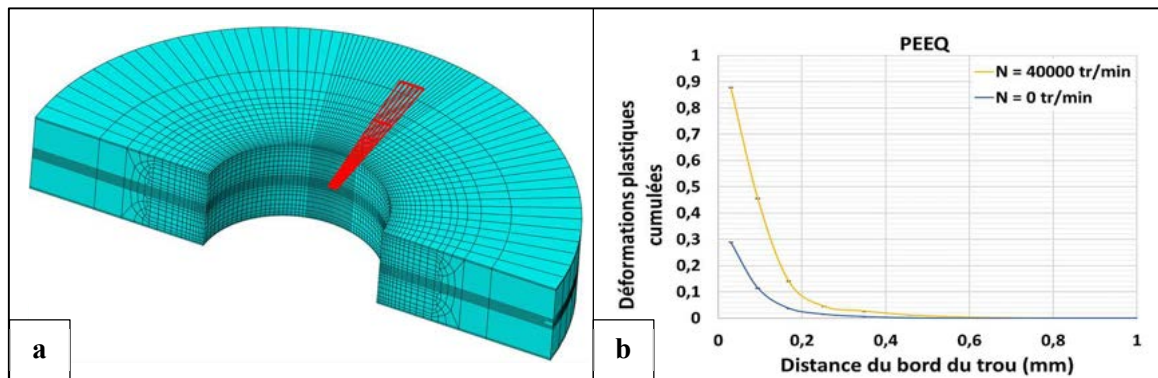 a
PEEQ
Déformations plastiques
cumulées
1
0,9
0,8
0,7
0,6
0,5
0,4
0,3
0,2
0,1
0
N = 40000 tr/min
N = 0 tr/min
0 0,2 0,4 0,6 0,8 1
Distance du bord du trou (mm)
b